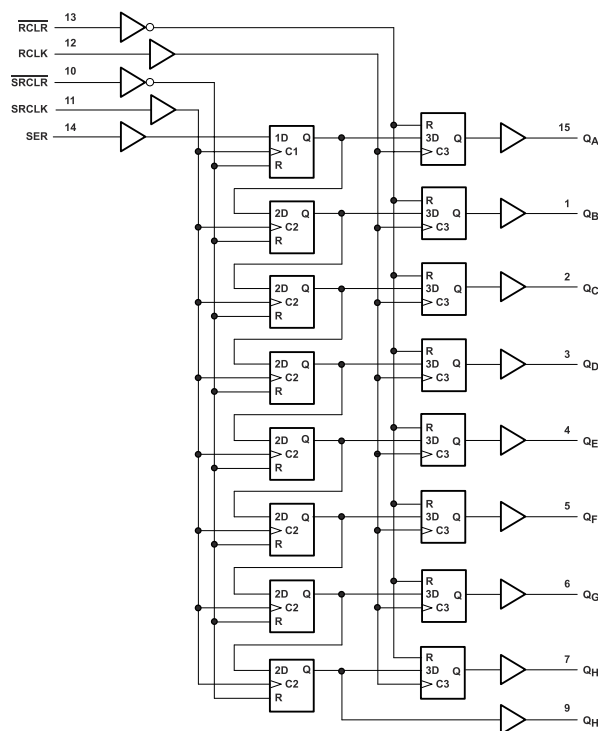 R̅C̅L̅R̅ 13
RCLK 12
S̅R̅C̅L̅R̅ 10
SRCLK 11
SER 14
1D Q
C1
R
R
3D Q
C3
15 QA
2D Q
C2
R
R
3D Q
C3
1 QB
2D Q
C2
R
R
3D Q
C3
2 QC
2D Q
C2
R
R
3D Q
C3
3 QD
2D Q
C2
R
R
3D Q
C3
4 QE
2D Q
C2
R
R
3D Q
C3
5 QF
2D Q
C2
R
R
3D Q
C3
6 QG
2D Q
C2
R
R
3D Q
C3
7 QH
9 QH